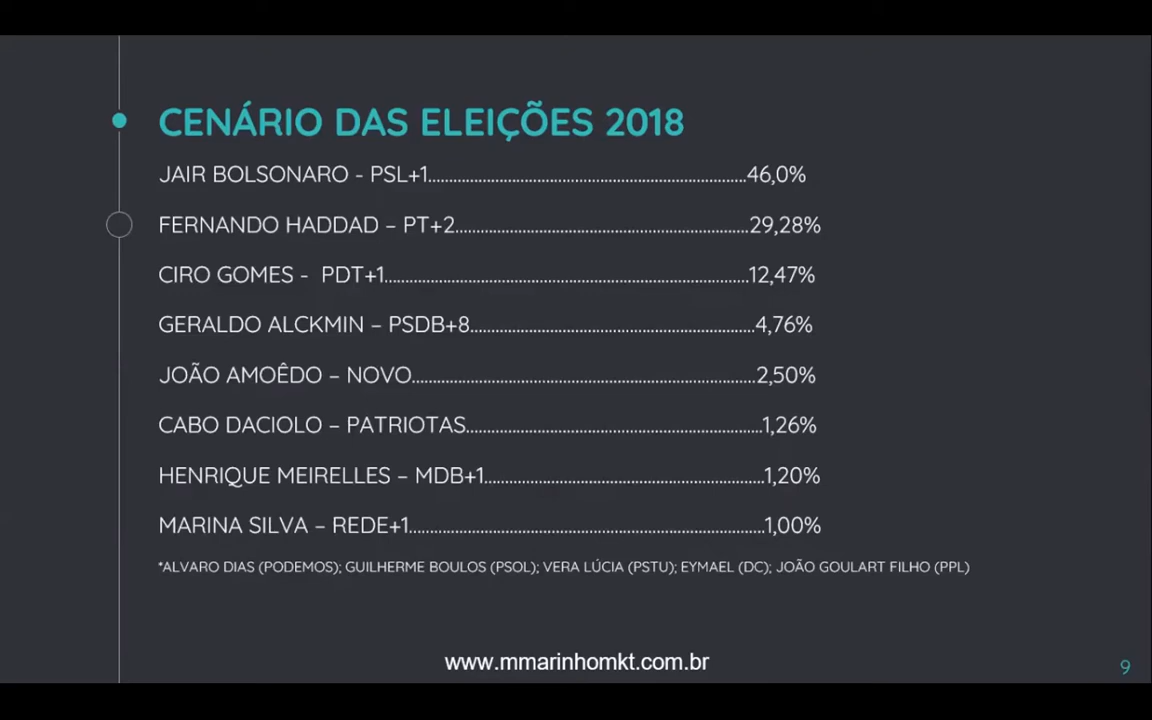 CENÁRIO DAS ELEIÇÕES 2018
JAIR BOLSONARO - PSL+1..............................................................................46,0%
FERNANDO HADDAD – PT+2........................................................................29,28%
CIRO GOMES -  PDT+1.........................................................................................12,47%
GERALDO ALCKMIN – PSDB+8......................................................................4,76%
JOÃO AMOÊDO – NOVO....................................................................................2,50%
CABO DACIOLO – PATRIOTAS.........................................................................1,26%
HENRIQUE MEIRELLES – MDB+1.....................................................................1,20%
MARINA SILVA – REDE+1.......................................................................................1,00%
*ALVARO DIAS (PODEMOS); GUILHERME BOULOS (PSOL); VERA LÚCIA (PSTU); EYMAEL (DC); JOÃO GOULART FILHO (PPL)
www.mmarinhomkt.com.br
9